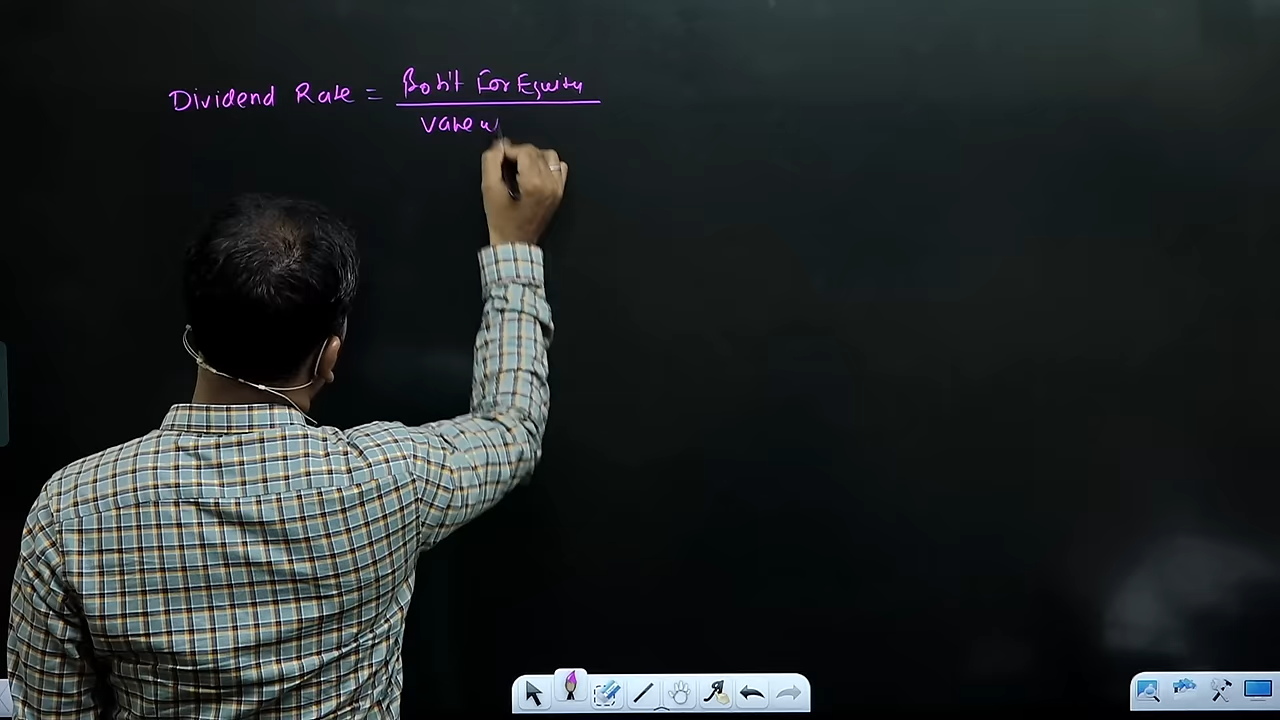 Dividend Rate = Profit For Equity
Value